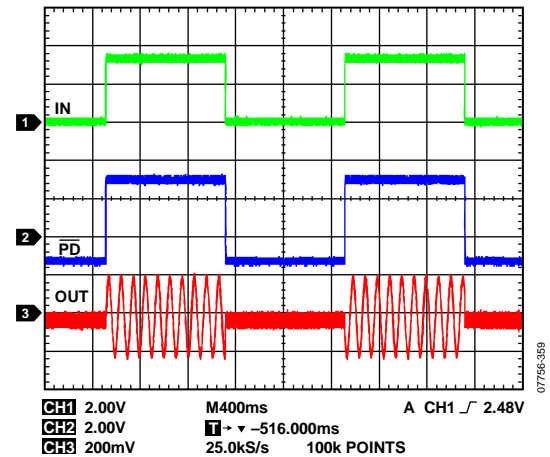 IN
1
2
PD
OUT
3
CH1 2.00V M400ms A CH1 2.48V
CH2 2.00V T → ▼ –516.000ms
CH3 200mV 25.0kS/s 100k POINTS
07756-359